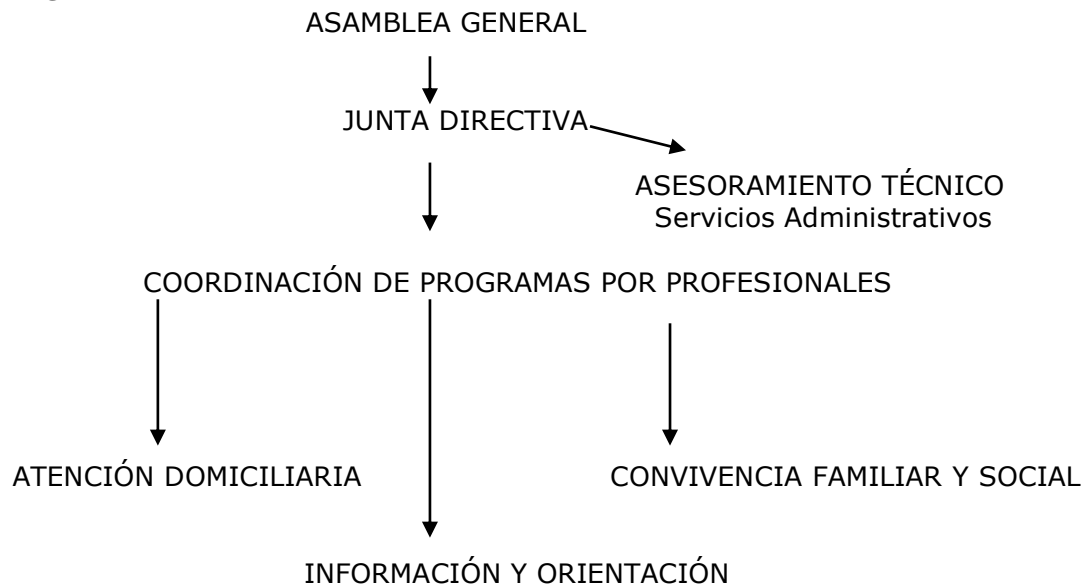 ASAMBLEA GENERAL
JUNTA DIRECTIVA
ASESORAMIENTO TÉCNICO
Servicios Administrativos
COORDINACIÓN DE PROGRAMAS POR PROFESIONALES
ATENCIÓN DOMICILIARIA
CONVIVENCIA FAMILIAR Y SOCIAL
INFORMACIÓN Y ORIENTACIÓN